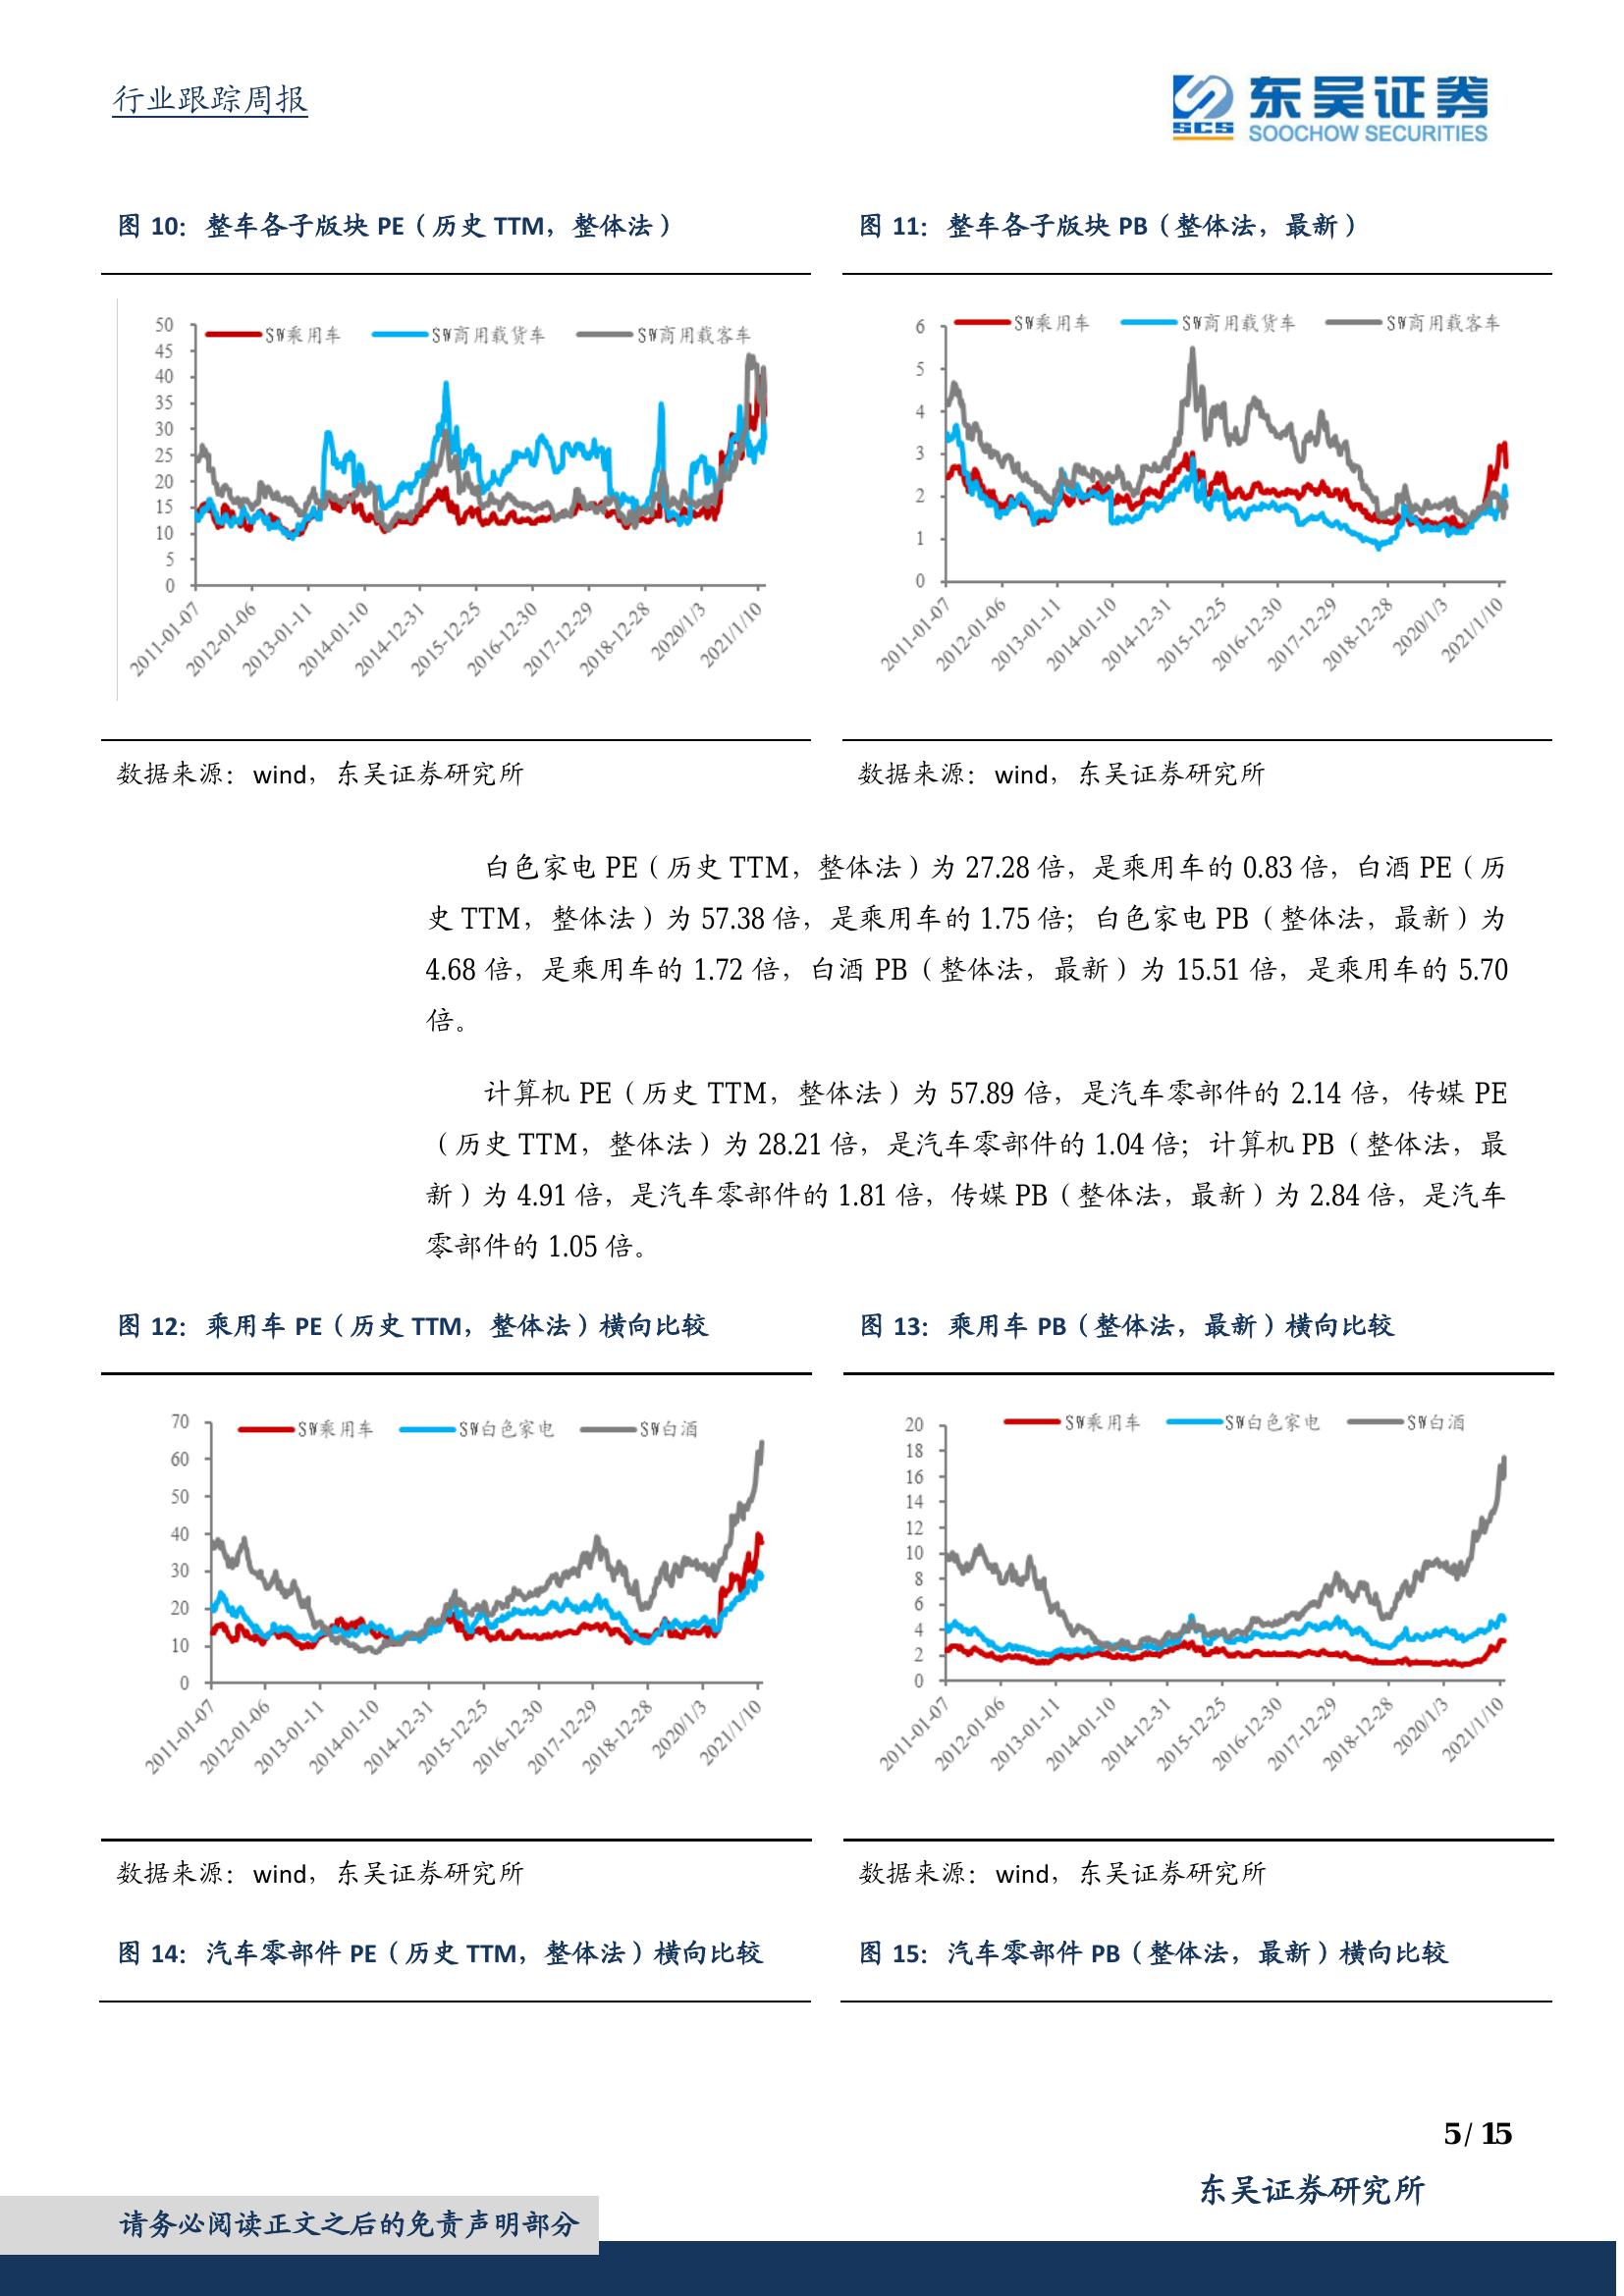 行业跟踪周报
东吴证券
SCS
SOOCHOW SECURITIES
图 10：整车各子版块 PE（历史 TTM，整体法）
图 11：整车各子版块 PB（整体法，最新）
SW乘用车 SW商用载货车 SW商用载客车
50
45
40
35
30
25
20
15
10
5
0
2011-01-07 2012-01-06 2013-01-11 2014-01-10 2014-12-31 2015-12-25 2016-12-30 2017-12-29 2018-12-28 2020/1/3 2021/1/10
SW乘用车 SW商用载货车 SW商用载客车
6
5
4
3
2
1
0
2011-01-07 2012-01-06 2013-01-11 2014-01-10 2014-12-31 2015-12-25 2016-12-30 2017-12-29 2018-12-28 2020/1/3 2021/1/10
数据来源：wind，东吴证券研究所
数据来源：wind，东吴证券研究所
白色家电 PE（历史 TTM，整体法）为 27.28 倍，是乘用车的 0.83 倍，白酒 PE（历
史 TTM，整体法）为 57.38 倍，是乘用车的 1.75 倍；白色家电 PB（整体法，最新）为
4.68 倍，是乘用车的 1.72 倍，白酒 PB（整体法，最新）为 15.51 倍，是乘用车的 5.70
倍。
计算机 PE（历史 TTM，整体法）为 57.89 倍，是汽车零部件的 2.14 倍，传媒 PE
（历史 TTM，整体法）为 28.21 倍，是汽车零部件的 1.04 倍；计算机 PB（整体法，最
新）为 4.91 倍，是汽车零部件的 1.81 倍，传媒 PB（整体法，最新）为 2.84 倍，是汽车
零部件的 1.05 倍。
图 12：乘用车 PE（历史 TTM，整体法）横向比较
图 13：乘用车 PB（整体法，最新）横向比较
SW乘用车 SW白色家电 SW白酒
70
60
50
40
30
20
10
0
2011-01-07 2012-01-06 2013-01-11 2014-01-10 2014-12-31 2015-12-25 2016-12-30 2017-12-29 2018-12-28 2020/1/3 2021/1/10
SW乘用车 SW白色家电 SW白酒
20
18
16
14
12
10
8
6
4
2
0
2011-01-07 2012-01-06 2013-01-11 2014-01-10 2014-12-31 2015-12-25 2016-12-30 2017-12-29 2018-12-28 2020/1/3 2021/1/10
数据来源：wind，东吴证券研究所
数据来源：wind，东吴证券研究所
图 14：汽车零部件 PE（历史 TTM，整体法）横向比较
图 15：汽车零部件 PB（整体法，最新）横向比较
5 / 15
东吴证券研究所
请务必阅读正文之后的免责声明部分